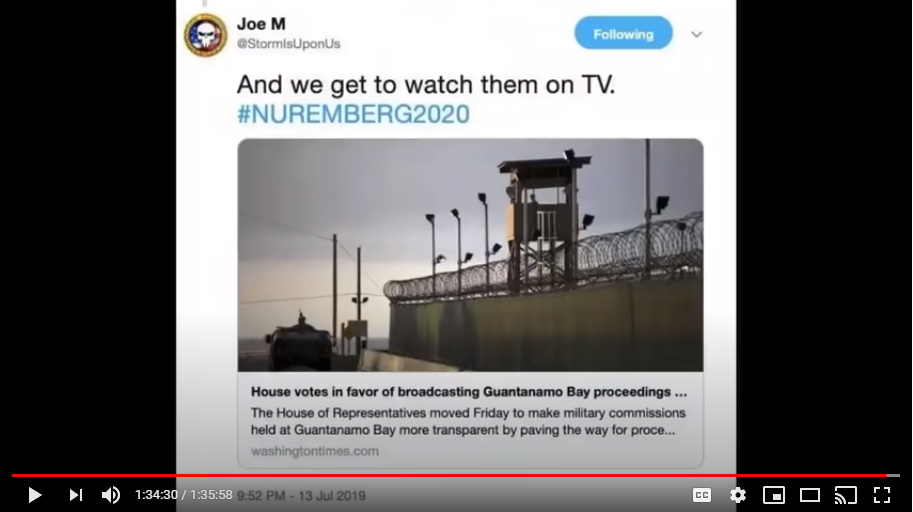 Joe M
@StormIsUponUs
Following
And we get to watch them on TV.
#NUREMBERG2020
House votes in favor of broadcasting Guantanamo Bay proceedings ...
The House of Representatives moved Friday to make military commissions
held at Guantanamo Bay more transparent by paving the way for proce...
washingtontimes.com
1:34:30 / 1:35:58
9:52 PM - 13 Jul 2019
CC